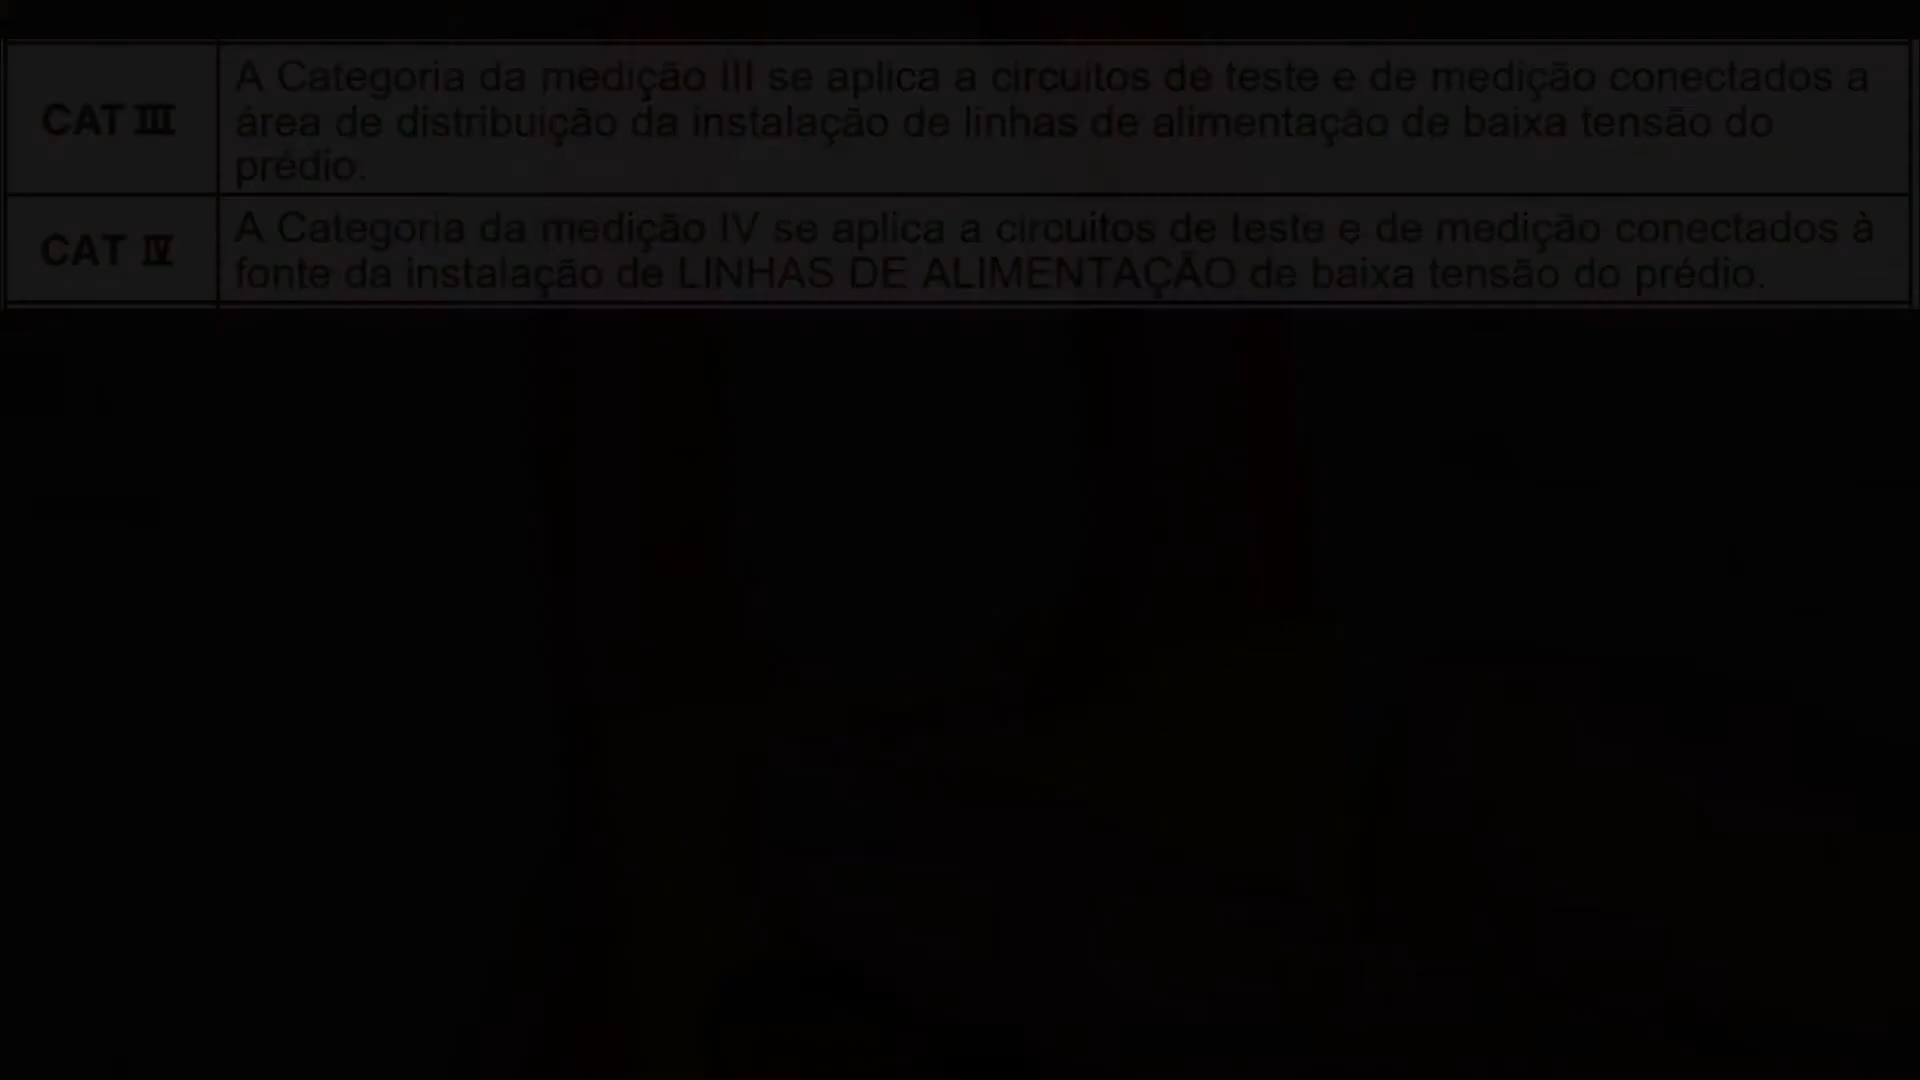 CAT III
A Categoria da medição III se aplica a circuitos de teste e de medição conectados a
área de distribuição da instalação de linhas de alimentação de baixa tensão do
prédio.
CAT IV
A Categoria da medição IV se aplica a circuitos de teste e de medição conectados à
fonte da instalação de LINHAS DE ALIMENTAÇÃO de baixa tensão do prédio.